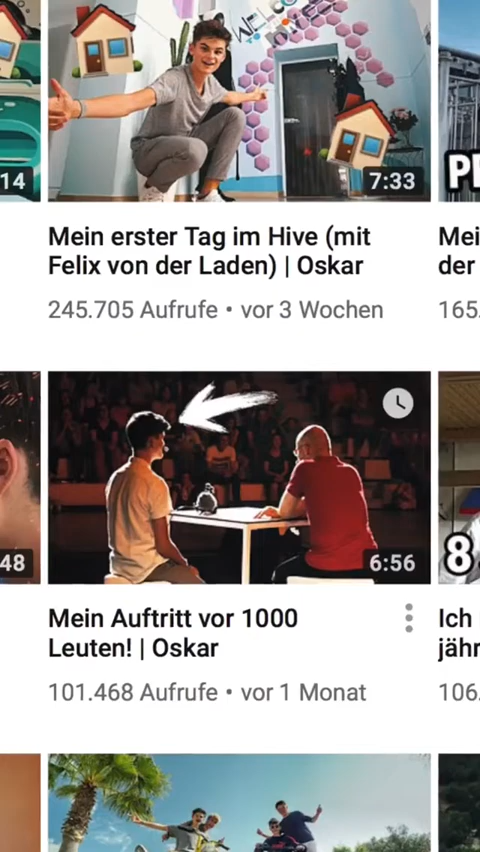 14
WELCOME
7:33
Mein erster Tag im Hive (mit
Felix von der Laden) | Oskar
245.705 Aufrufe • vor 3 Wochen
Mei
der
165.
48
6:56
8
Mein Auftritt vor 1000
Leuten! | Oskar
101.468 Aufrufe • vor 1 Monat
Ich
jähr
106.